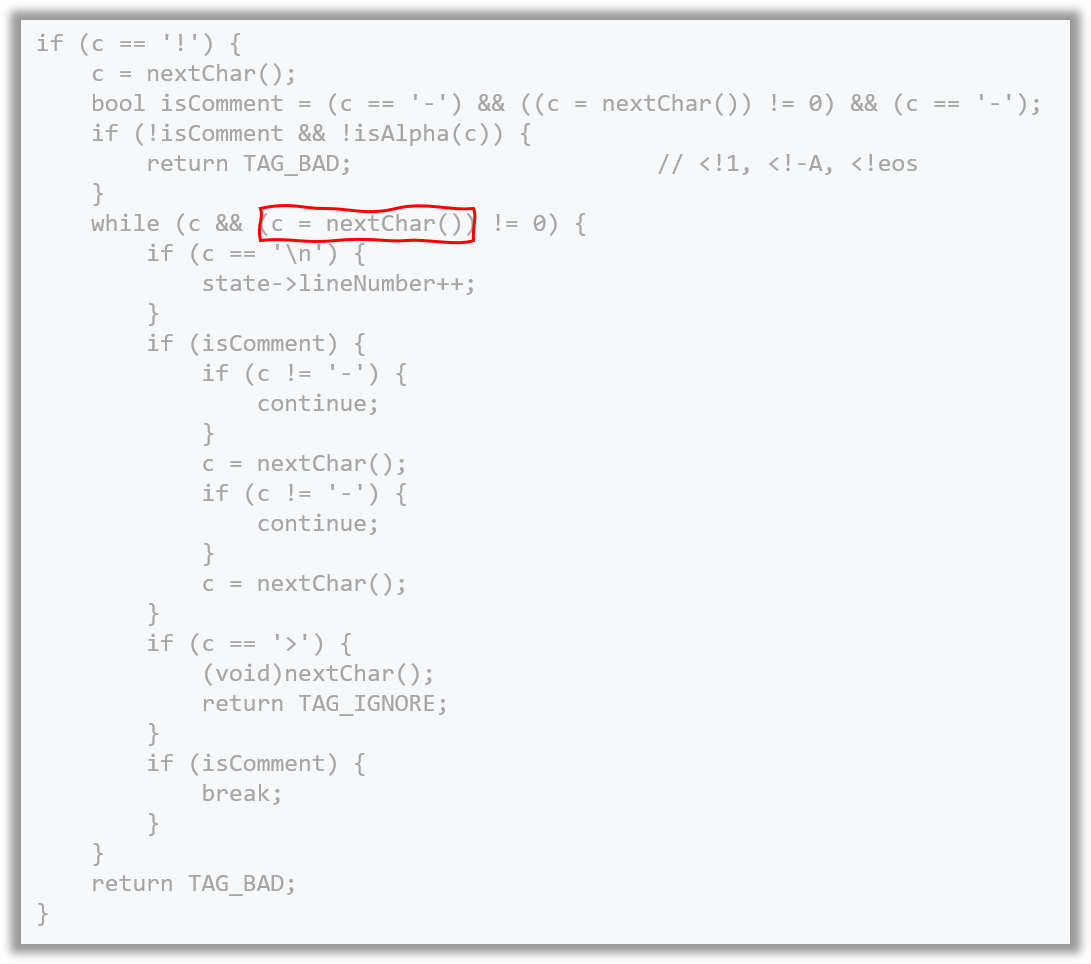 if (c == '!') {
    c = nextChar();
    bool isComment = (c == '-') && ((c = nextChar()) != 0) && (c == '-');
    if (!isComment && !isAlpha(c)) {
        return TAG_BAD;                      // <!1, <!-A, <!eos
    }
    while (c && (c = nextChar()) != 0) {
        if (c == '\n') {
            state->lineNumber++;
        }
        if (isComment) {
            if (c != '-') {
                continue;
            }
            c = nextChar();
            if (c != '-') {
                continue;
            }
            c = nextChar();
        }
        if (c == '>') {
            (void)nextChar();
            return TAG_IGNORE;
        }
        if (isComment) {
            break;
        }
    }
    return TAG_BAD;
}